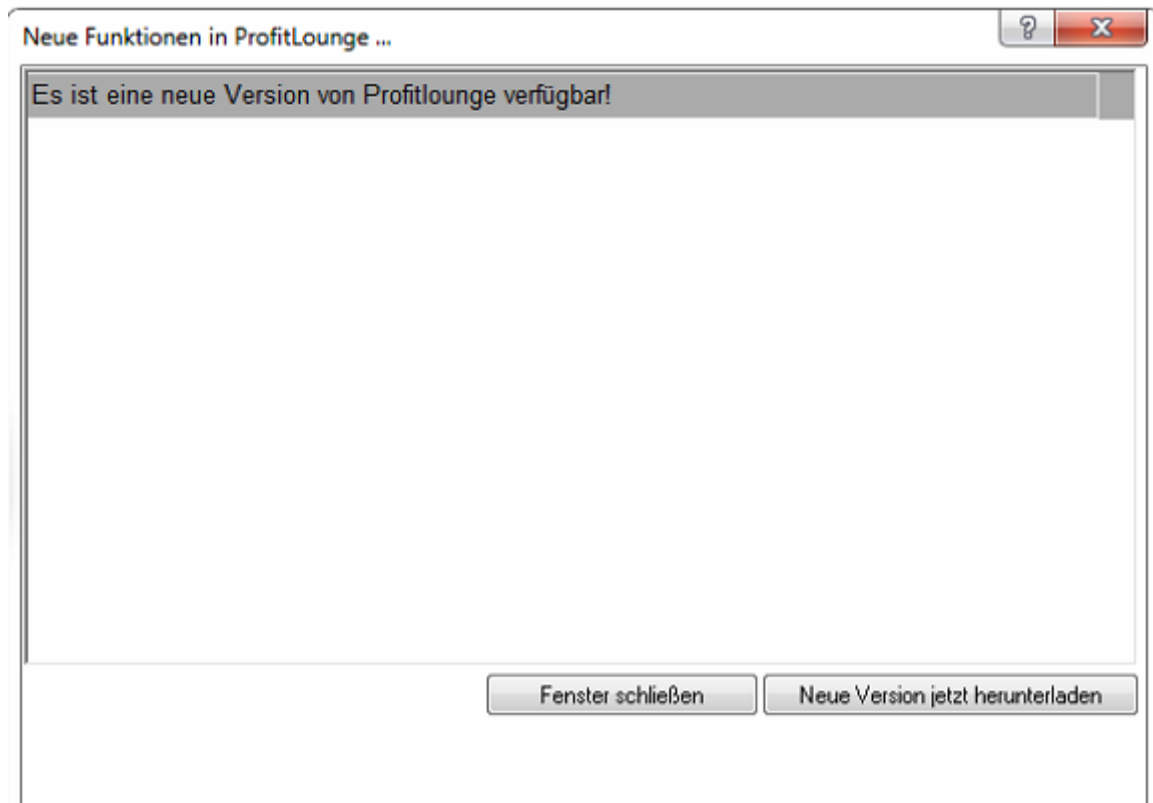 Neue Funktionen in ProfitLounge ...
Es ist eine neue Version von Profitlounge verfügbar!
Fenster schließen
Neue Version jetzt herunterladen